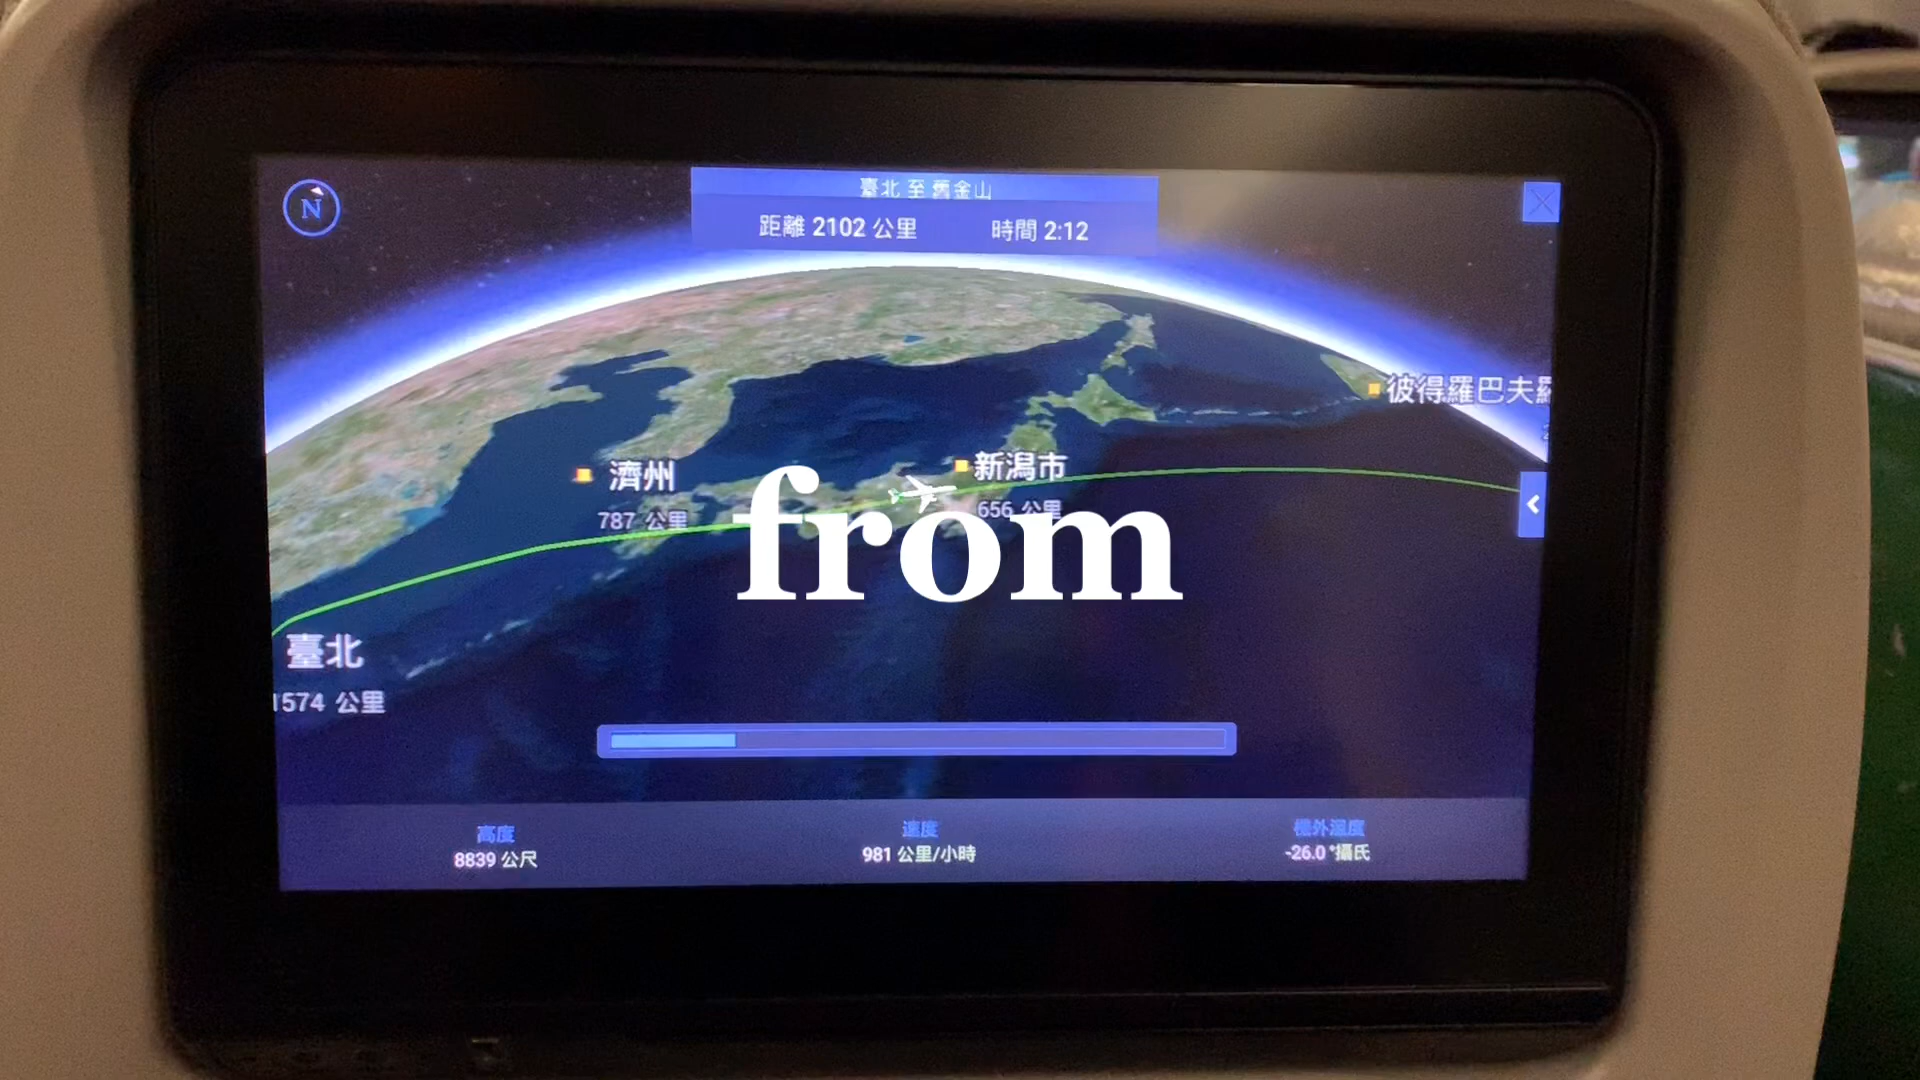 N
臺北 至 舊金山
距離 2102 公里 時間 2:12
彼得羅巴夫
濟州
787 公里
新潟市
656 公里
from
臺北
1574 公里
高度
8839 公尺
速度
981 公里/小時
機外溫度
-26.0 °攝氏